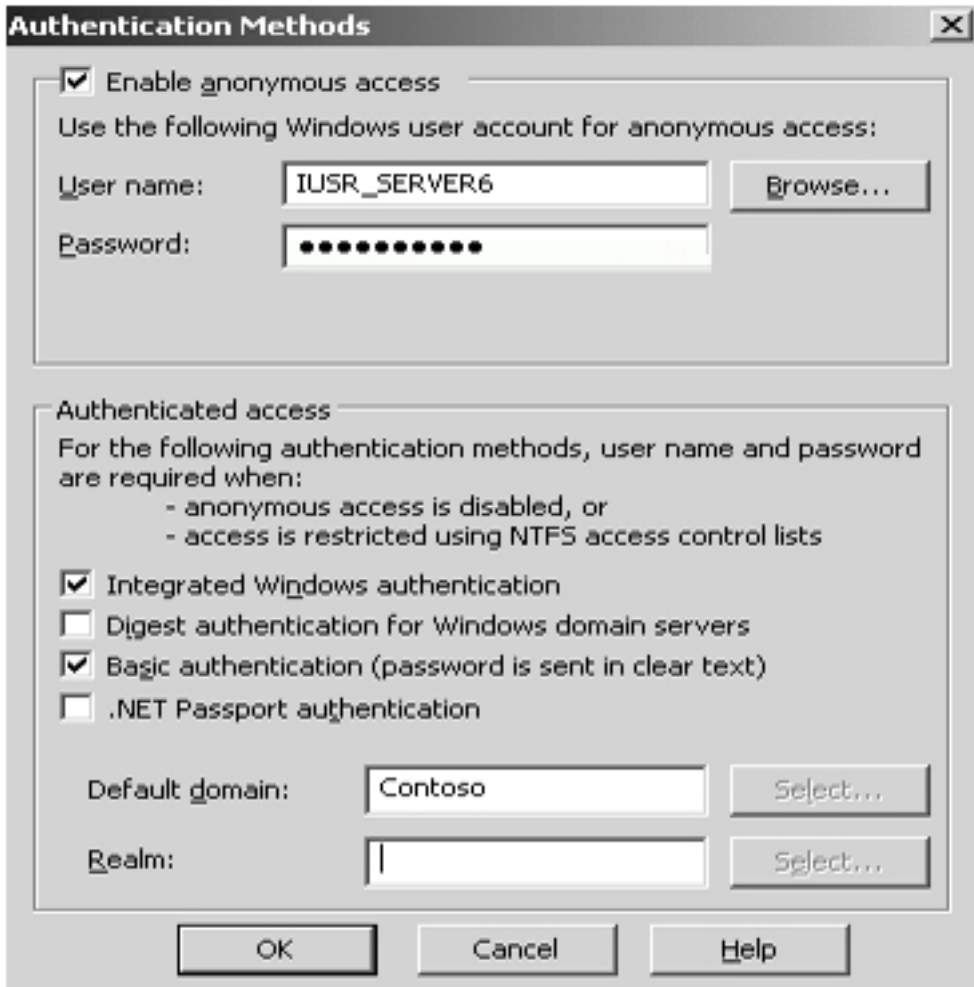 Authentication Methods
Enable anonymous access
Use the following Windows user account for anonymous access:
User name: IUSR_SERVER6 Browse...
Password: ●●●●●●●●●●
Authenticated access
For the following authentication methods, user name and password
are required when:
- anonymous access is disabled, or
- access is restricted using NTFS access control lists
Integrated Windows authentication
Digest authentication for Windows domain servers
Basic authentication (password is sent in clear text)
.NET Passport authentication
Default domain: Contoso Select...
Realm: Select...
OK Cancel Help